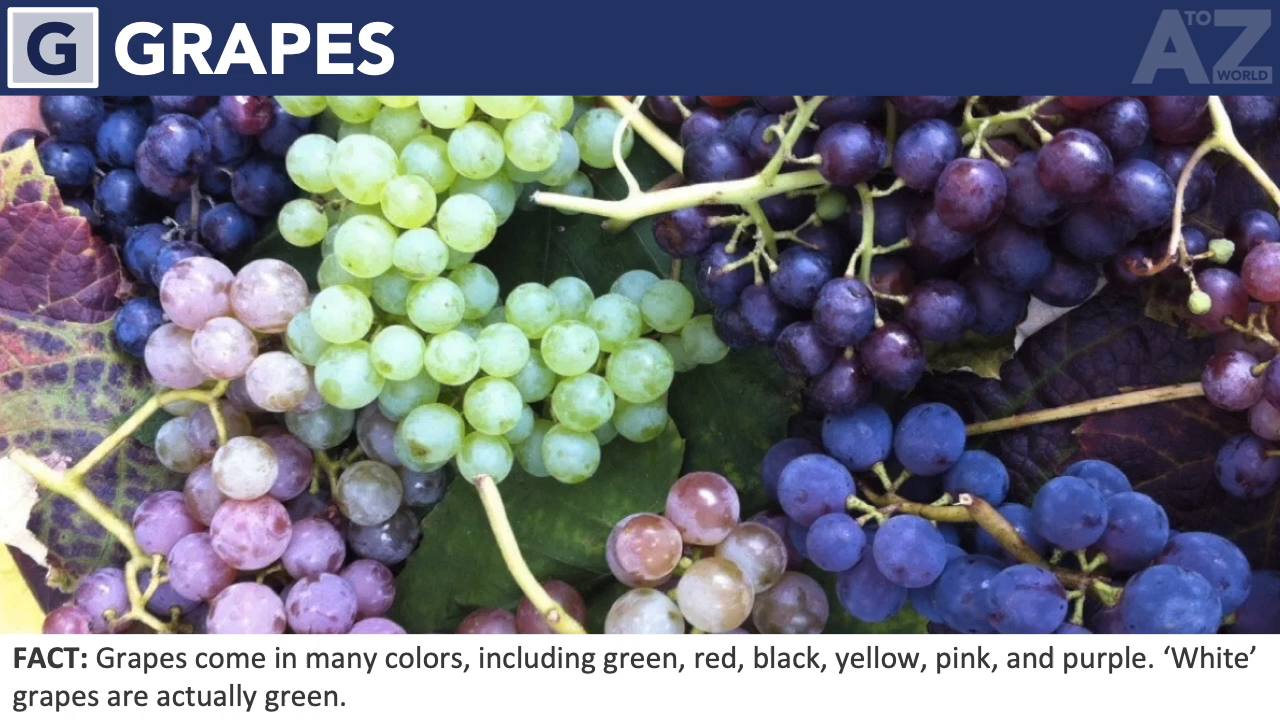 G GRAPES
A TO Z
WORLD
FACT: Grapes come in many colors, including green, red, black, yellow, pink, and purple. ‘White’
grapes are actually green.